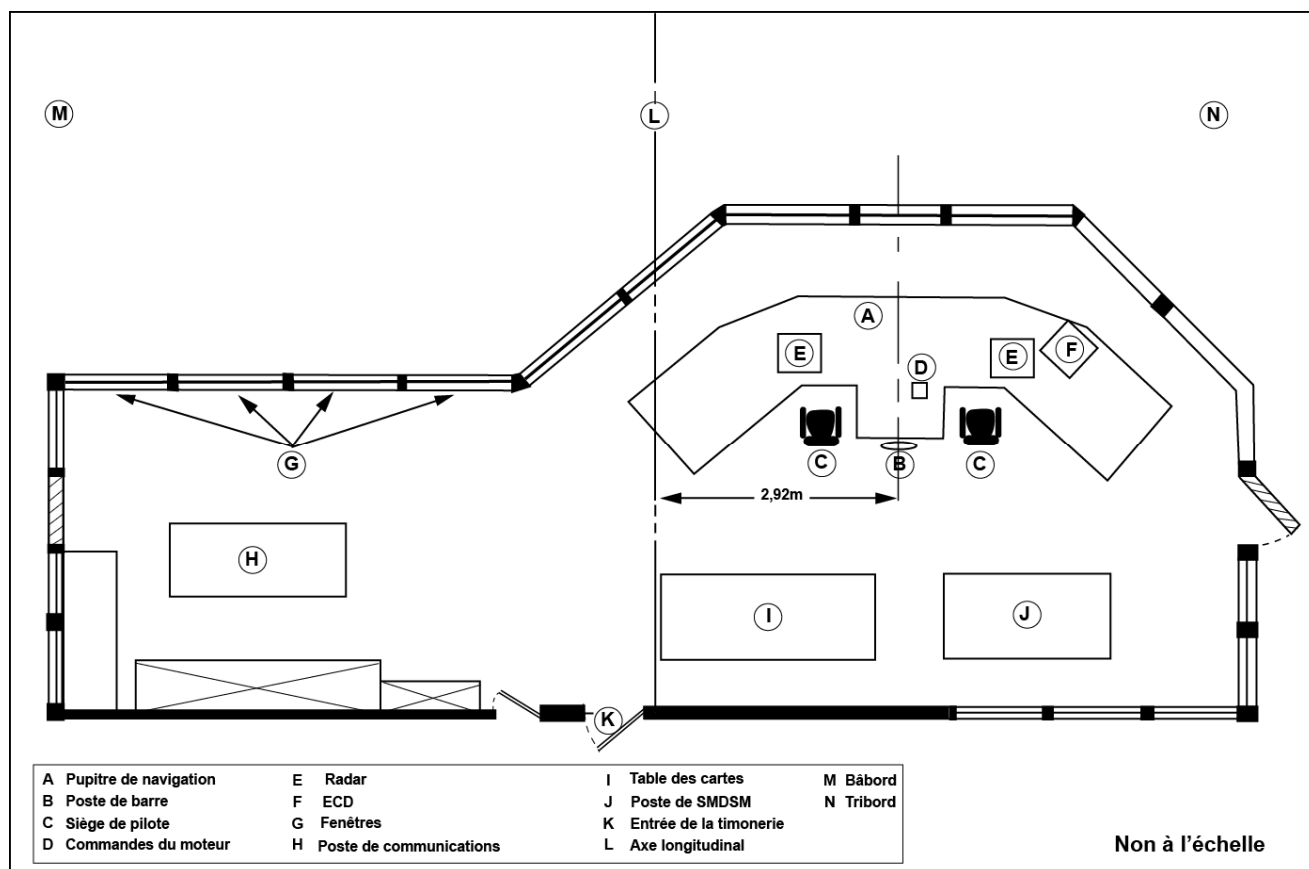 M
L
N
A
E
E
F
D
C
B
C
G
2,92m
H
I
J
K
A Pupitre de navigation
B Poste de barre
C Siège de pilote
D Commandes du moteur
E Radar
F ECD
G Fenêtres
H Poste de communications
I Table des cartes
J Poste de SMDSM
K Entrée de la timonerie
L Axe longitudinal
M Bâbord
N Tribord
Non à l’échelle